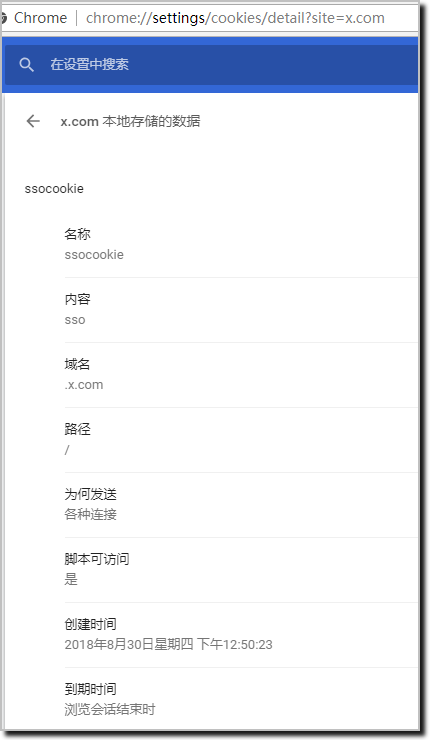 Chrome | chrome://settings/cookies/detail?site=x.com
在设置中搜索
x.com 本地存储的数据
ssocookie
名称
ssocookie
内容
sso
域名
.x.com
路径
/
为何发送
各种连接
脚本可访问
是
创建时间
2018年8月30日星期四 下午12:50:23
到期时间
浏览会话结束时